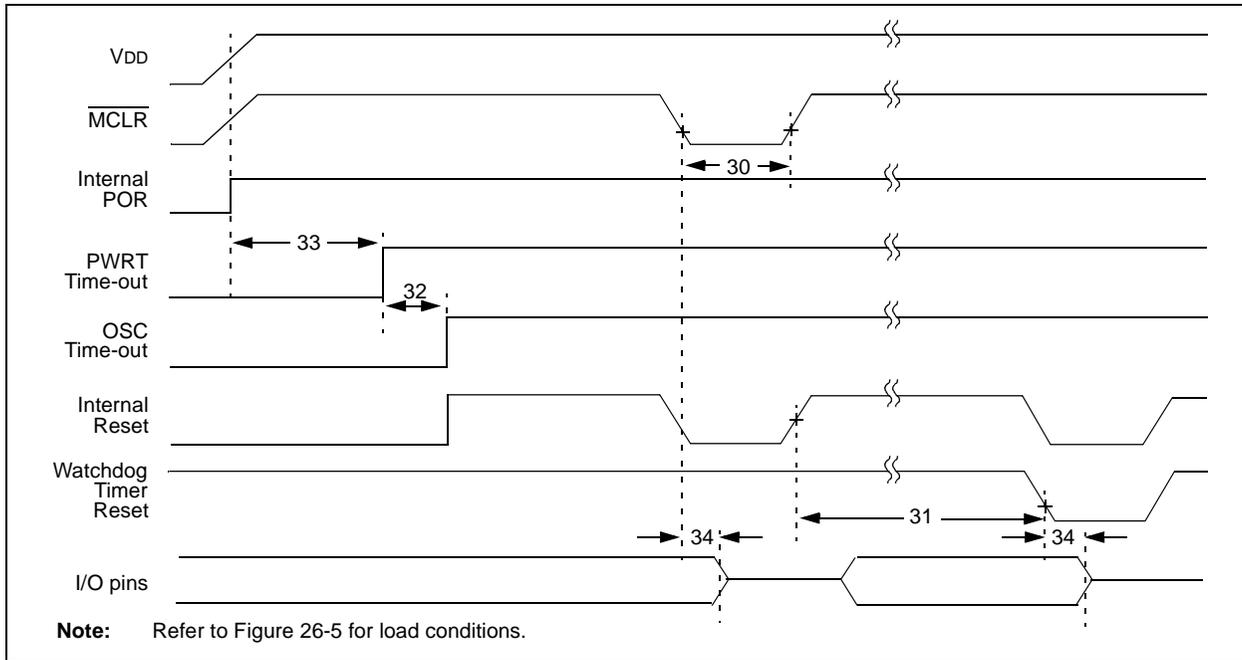 VDD
MCLR
30
Internal
POR
33
PWRT
Time-out
32
OSC
Time-out
Internal
Reset
Watchdog
Timer
Reset
31
34
34
I/O pins
Note: Refer to Figure 26-5 for load conditions.